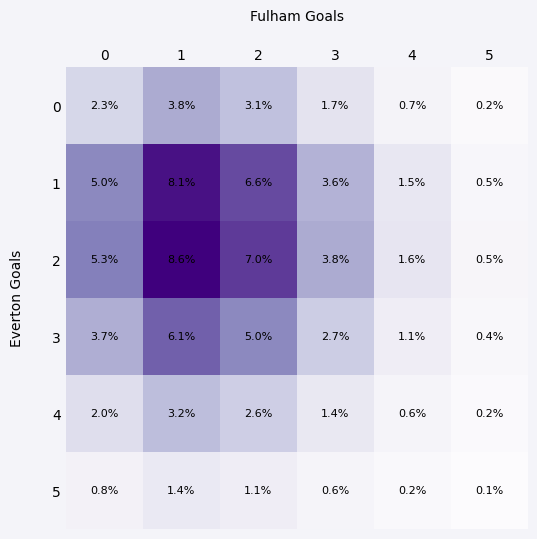 Fulham Goals
0 1 2 3 4 5
0 2.3% 3.8% 3.1% 1.7% 0.7% 0.2%
1 5.0% 8.1% 6.6% 3.6% 1.5% 0.5%
2 5.3% 8.6% 7.0% 3.8% 1.6% 0.5%
3 3.7% 6.1% 5.0% 2.7% 1.1% 0.4%
4 2.0% 3.2% 2.6% 1.4% 0.6% 0.2%
5 0.8% 1.4% 1.1% 0.6% 0.2% 0.1%
Everton Goals